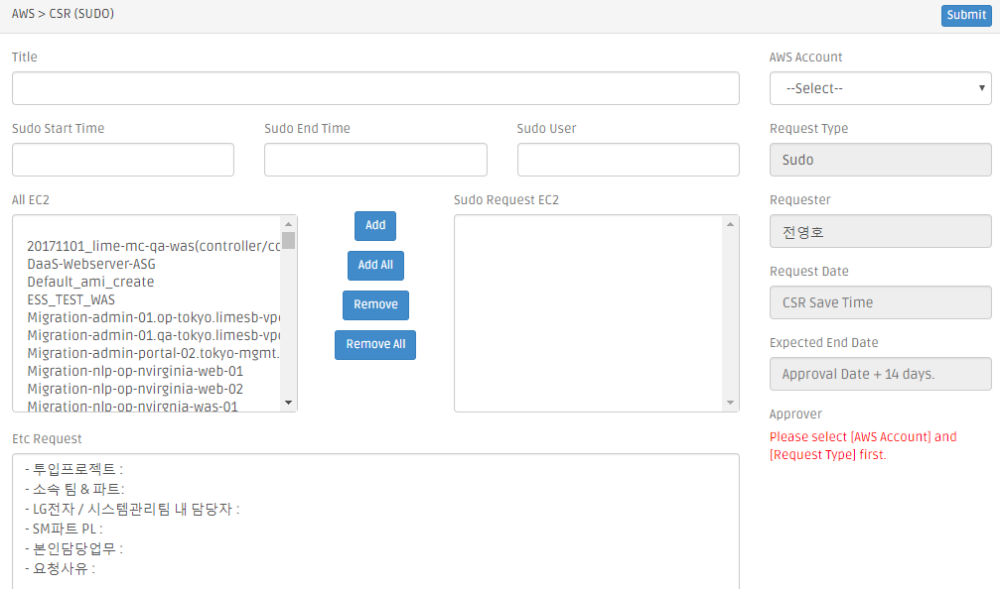 AWS > CSR (SUDO)
Submit
Title
AWS Account
--Select--
Sudo Start Time
Sudo End Time
Sudo User
Request Type
Sudo
All EC2
Sudo Request EC2
Requester
전영호
20171101_lime-mc-qa-was(controller/co
DaaS-Webserver-ASG
Default_ami_create
ESS_TEST_WAS
Migration-admin-01.op-tokyo.limesb-vpc
Migration-admin-01.qa-tokyo.limesb-vpc
Migration-admin-portal-02.tokyo-mgmt.
Migration-nlp-op-nvirginia-web-01
Migration-nlp-op-nvirginia-web-02
Migration-nlp-op-nvirgnia-was-01
Add
Add All
Remove
Remove All
Request Date
CSR Save Time
Expected End Date
Approval Date + 14 days.
Approver
Please select [AWS Account] and
[Request Type] first.
Etc Request
- 투입프로젝트 :
- 소속 팀 & 파트:
- LG전자 / 시스템관리팀 내 담당자 :
- SM파트 PL :
- 본인담당업무 :
- 요청사유 :